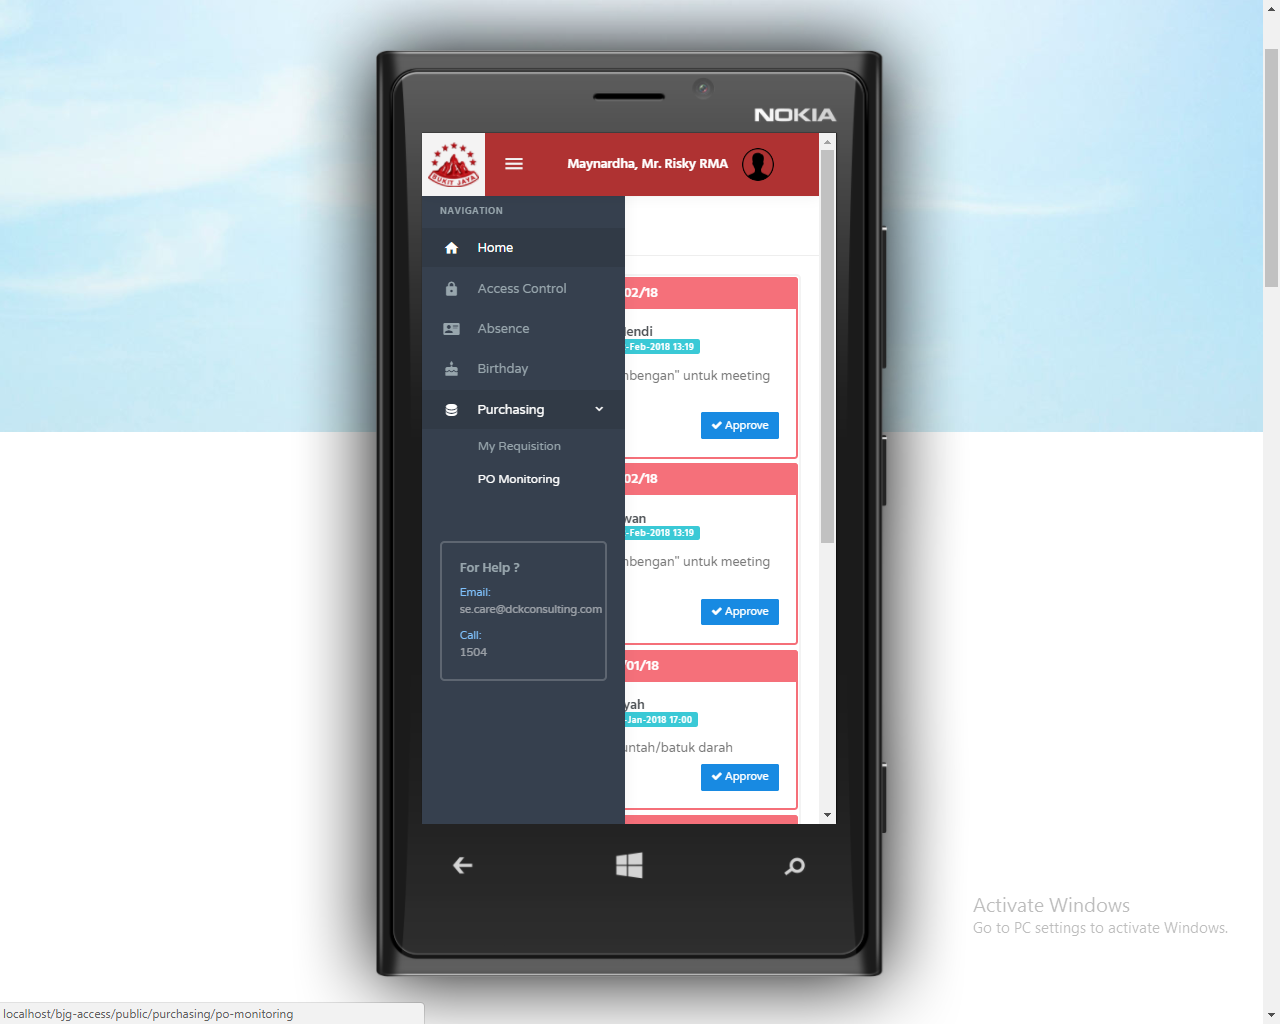 NOKIA
BUKIT JAYA
Maynardha, Mr. Risky RMA
NAVIGATION
Home
Access Control
Absence
Birthday
Purchasing
My Requisition
PO Monitoring
For Help ?
Email:
se.care@dckconsulting.com
Call:
1504
02/18
lendi
-Feb-2018 13:19
nbengan" untuk meeting
Approve
02/18
wan
-Feb-2018 13:19
nbengan" untuk meeting
Approve
/01/18
yah
-Jan-2018 17:00
untah/batuk darah
Approve
Activate Windows
Go to PC settings to activate Windows.
localhost/bjg-access/public/purchasing/po-monitoring